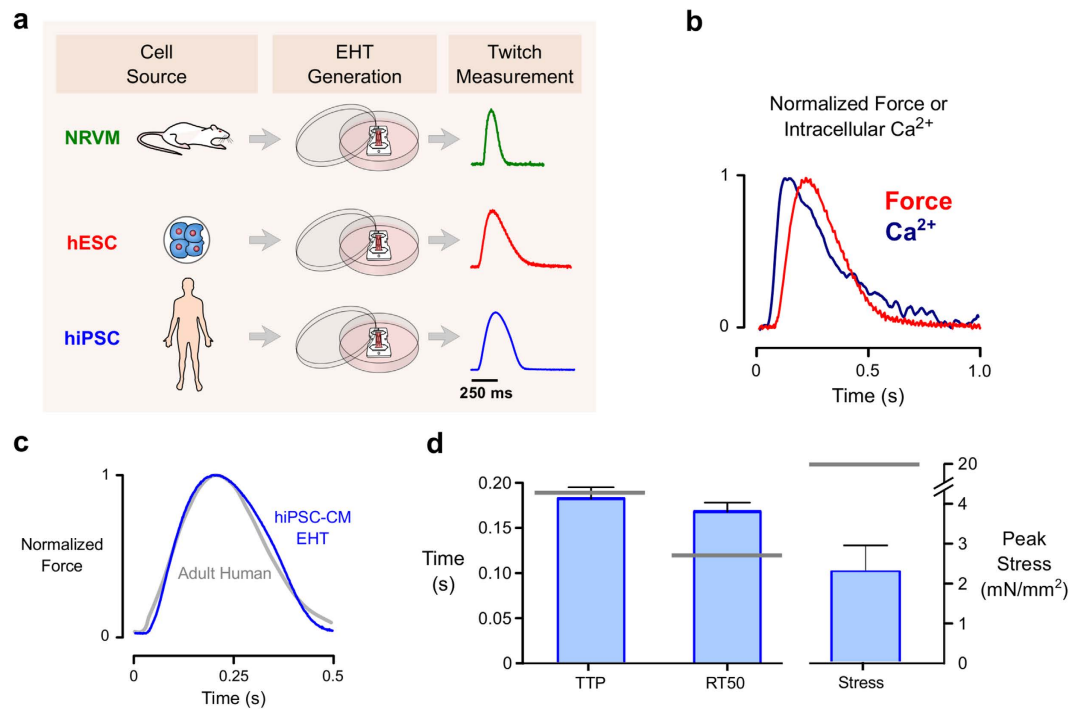 a
Cell
Source
EHT
Generation
Twitch
Measurement
NRVM
hESC
hiPSC
250 ms
b
Normalized Force or
Intracellular Ca²⁺
1
Force
Ca²⁺
0
0
0.5
1.0
Time (s)
c
1
hiPSC-CM
EHT
Normalized
Force
Adult Human
0
0
0.25
0.5
Time (s)
d
0.20
0.15
Time
(s)
0.10
0.05
0
TTP
RT50
Stress
20
4
3
Peak
Stress
(mN/mm²)
2
1
0